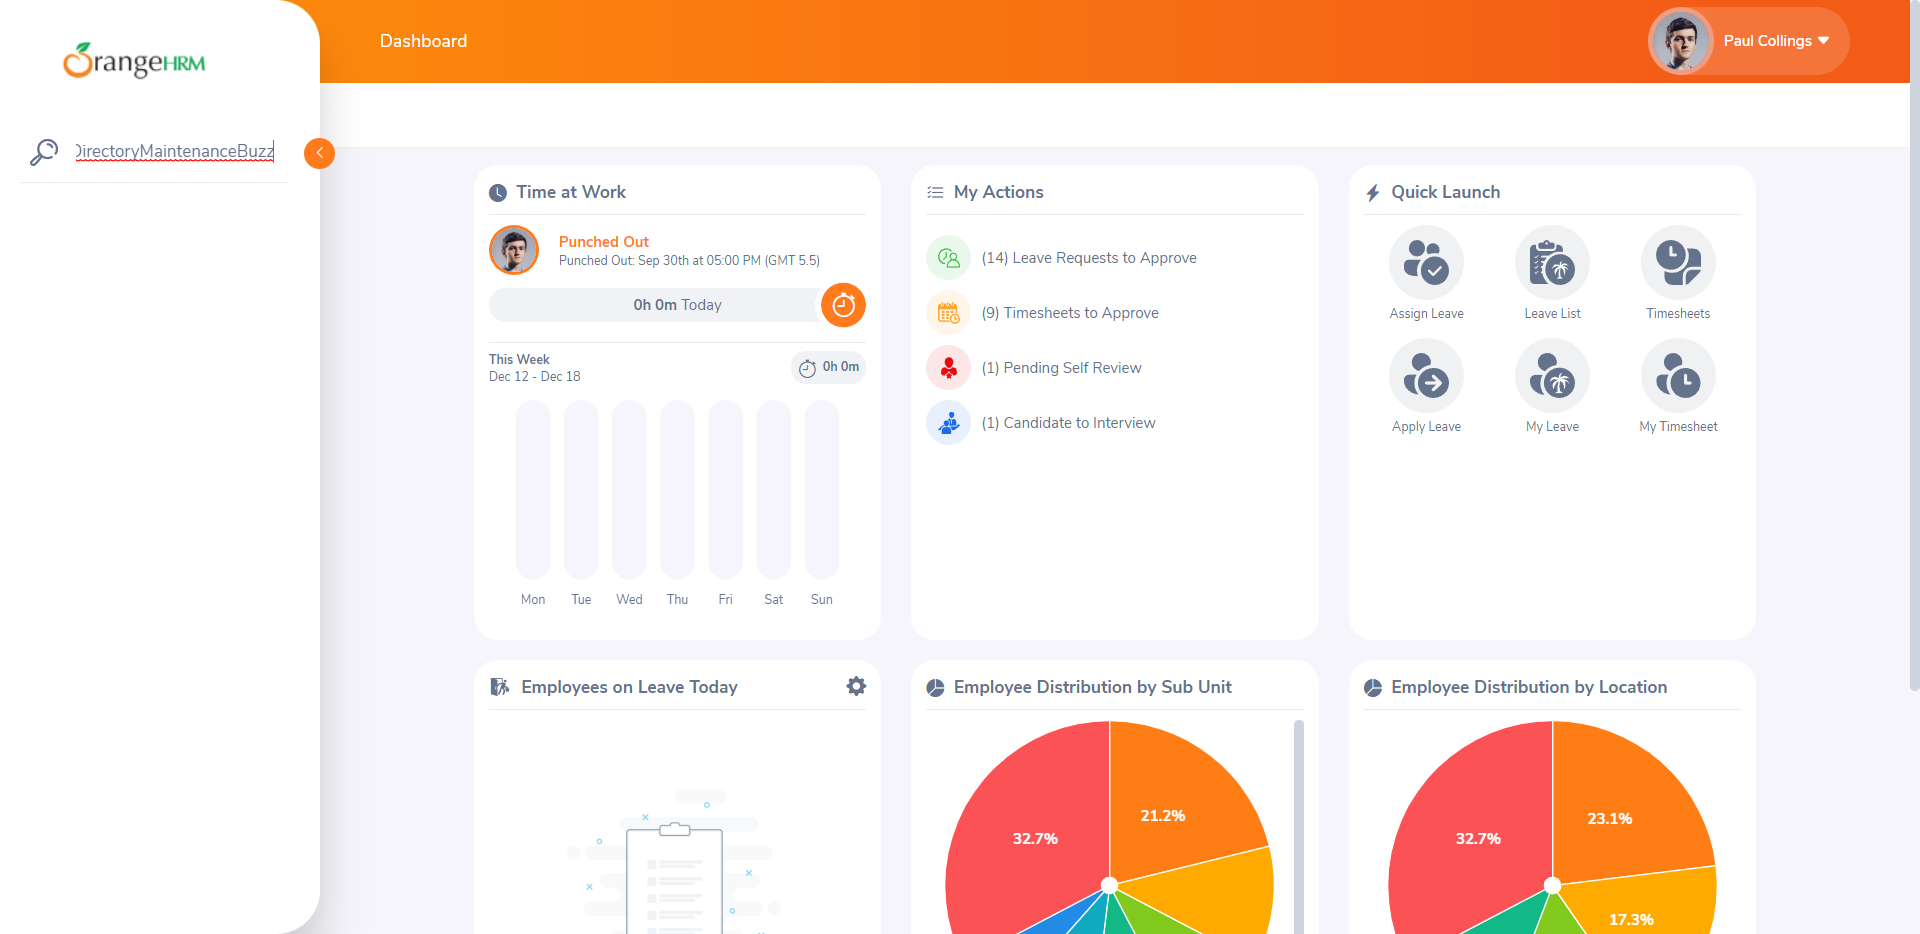 OrangeHRM
Dashboard
Paul Collings
DirectoryMaintenanceBuzz
Time at Work
Punched Out
Punched Out: Sep 30th at 05:00 PM (GMT 5.5)
0h 0m Today
This Week
Dec 12 - Dec 18
0h 0m
Mon Tue Wed Thu Fri Sat Sun
My Actions
(14) Leave Requests to Approve
(9) Timesheets to Approve
(1) Pending Self Review
(1) Candidate to Interview
Quick Launch
Assign Leave Leave List Timesheets
Apply Leave My Leave My Timesheet
Employees on Leave Today
Employee Distribution by Sub Unit
32.7%
21.2%
Employee Distribution by Location
32.7%
23.1%
17.3%